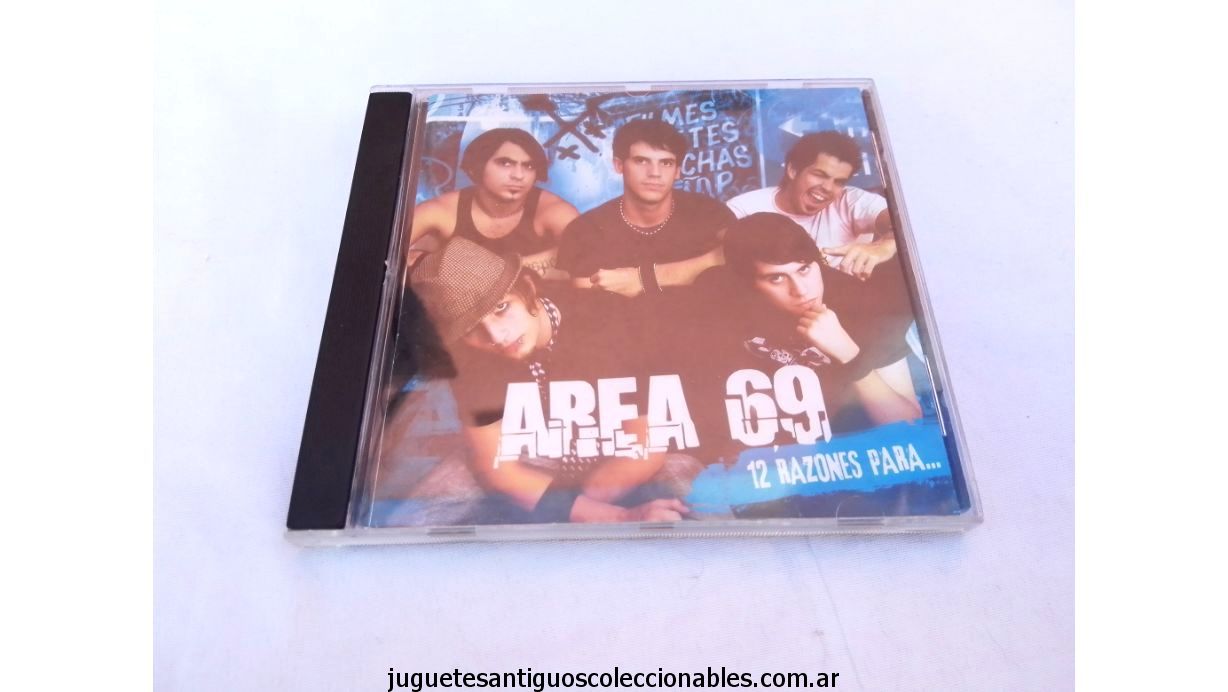 MES
TES
CHAS
AREA 69
12 RAZONES PARA...
juguetesantiguoscoleccionables.com.ar